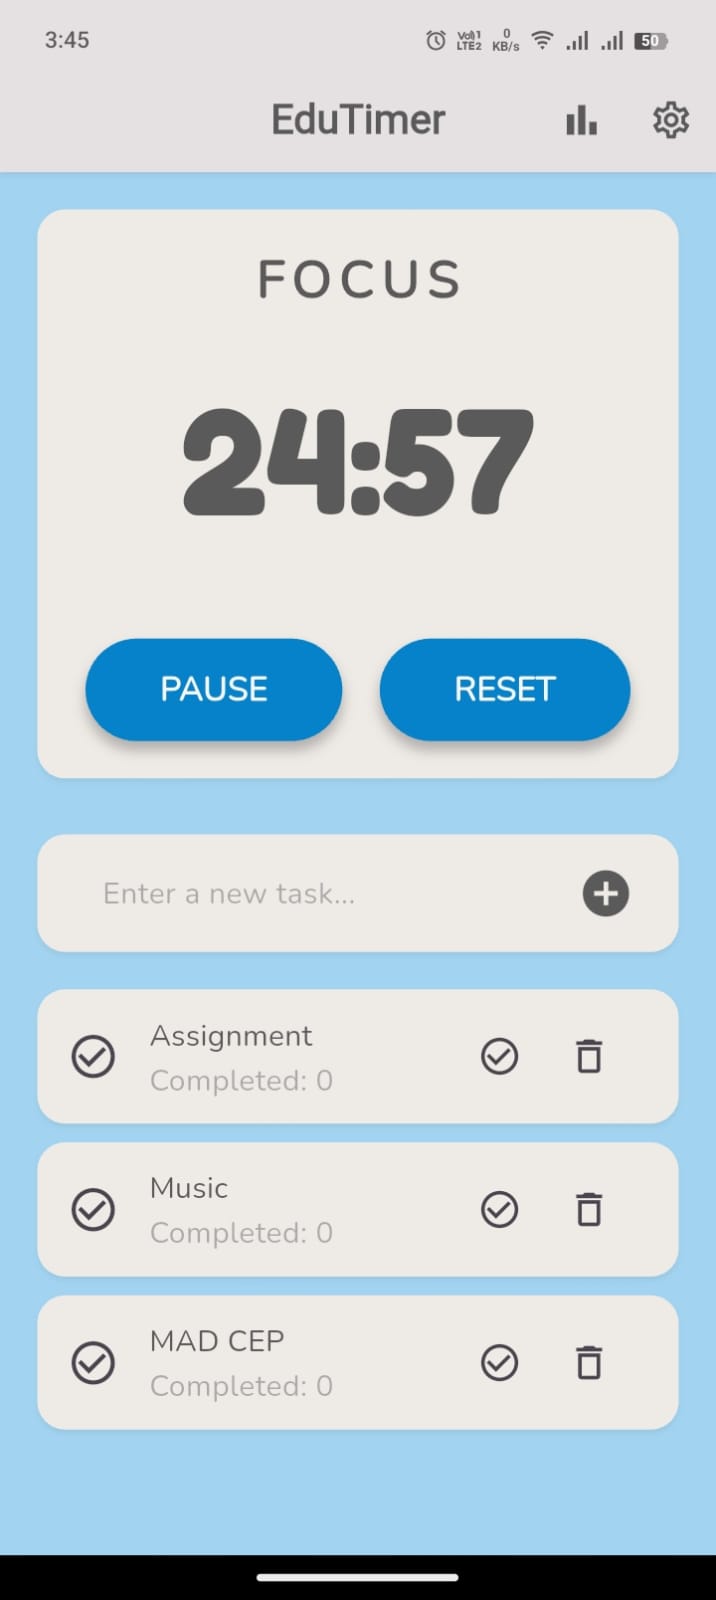 3:45
Vo)) 1
LTE2
0
KB/s
50
EduTimer
FOCUS
24:57
PAUSE
RESET
Enter a new task...
Assignment
Completed: 0
Music
Completed: 0
MAD CEP
Completed: 0